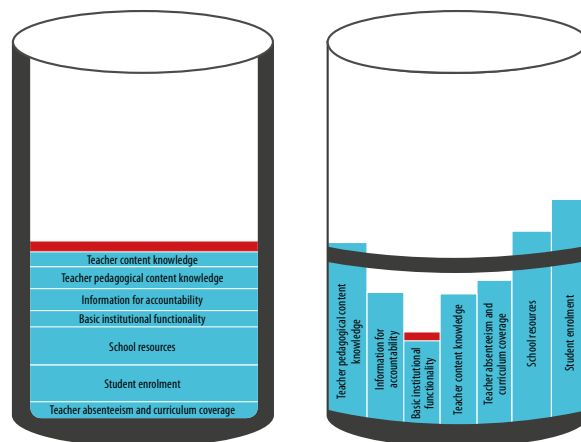 Teacher content knowledge
Teacher pedagogical content knowledge
Information for accountability
Basic institutional functionality
School resources
Student enrolment
Teacher absenteeism and curriculum coverage
Teacher pedagogical content
knowledge
Information for
accountability
Basic institutional
functionality
Teacher content knowledge
Teacher absenteeism and
curriculum coverage
School resources
Student enrolment